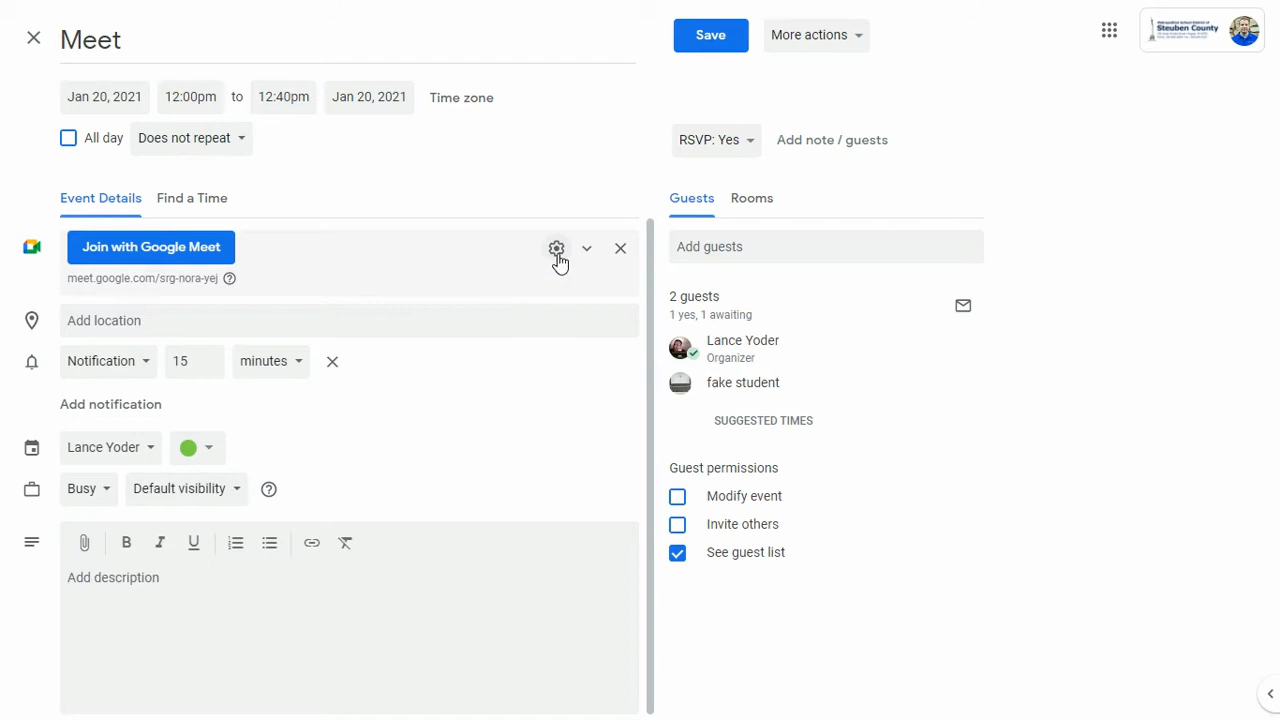 Meet
Save
More actions
Steuben County
Jan 20, 2021 12:00pm to 12:40pm Jan 20, 2021 Time zone
All day Does not repeat
RSVP: Yes Add note / guests
Event Details Find a Time
Guests Rooms
Join with Google Meet
meet.google.com/srg-nora-yej
Add guests
2 guests
1 yes, 1 awaiting
Add location
Lance Yoder
Organizer
Notification 15 minutes
fake student
Add notification
SUGGESTED TIMES
Lance Yoder
Guest permissions
Busy Default visibility
Modify event
Invite others
B I U
See guest list
Add description